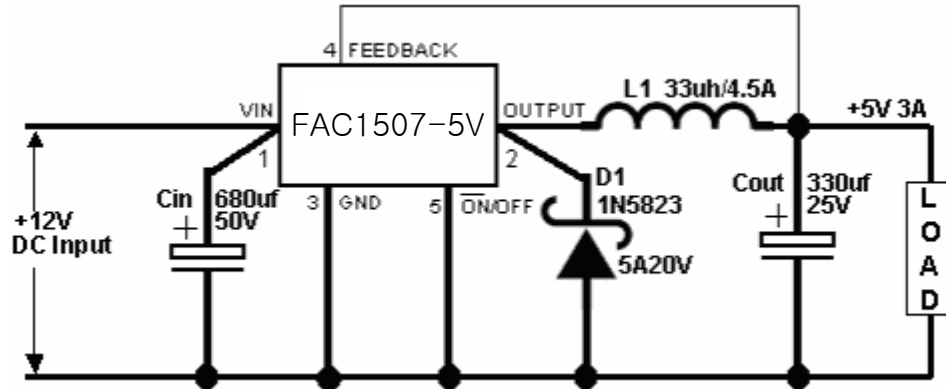 4 FEEDBACK
VIN
FAC1507-5V
OUTPUT
L1 33uh/4.5A
+5V 3A
1
2
Cin
680uf
50V
3 GND
5 ON/OFF
D1
1N5823
5A20V
Cout
330uf
25V
+
+
+12V
DC Input
LOAD